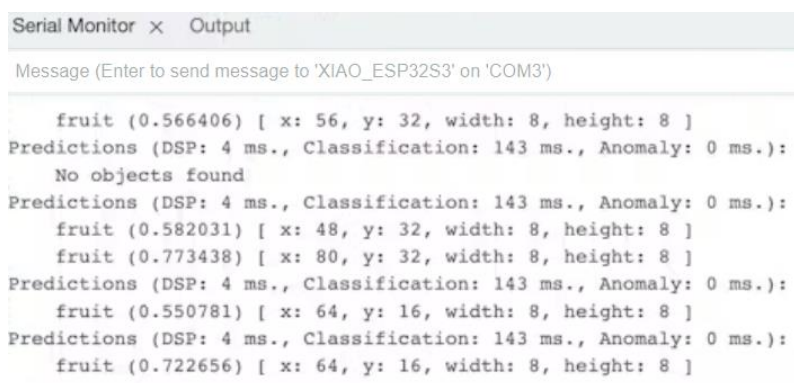 Serial Monitor × Output
Message (Enter to send message to 'XIAO_ESP32S3' on 'COM3')
fruit (0.566406) [ x: 56, y: 32, width: 8, height: 8 ]
Predictions (DSP: 4 ms., Classification: 143 ms., Anomaly: 0 ms.):
No objects found
Predictions (DSP: 4 ms., Classification: 143 ms., Anomaly: 0 ms.):
fruit (0.582031) [ x: 48, y: 32, width: 8, height: 8 ]
fruit (0.773438) [ x: 80, y: 32, width: 8, height: 8 ]
Predictions (DSP: 4 ms., Classification: 143 ms., Anomaly: 0 ms.):
fruit (0.550781) [ x: 64, y: 16, width: 8, height: 8 ]
Predictions (DSP: 4 ms., Classification: 143 ms., Anomaly: 0 ms.):
fruit (0.722656) [ x: 64, y: 16, width: 8, height: 8 ]